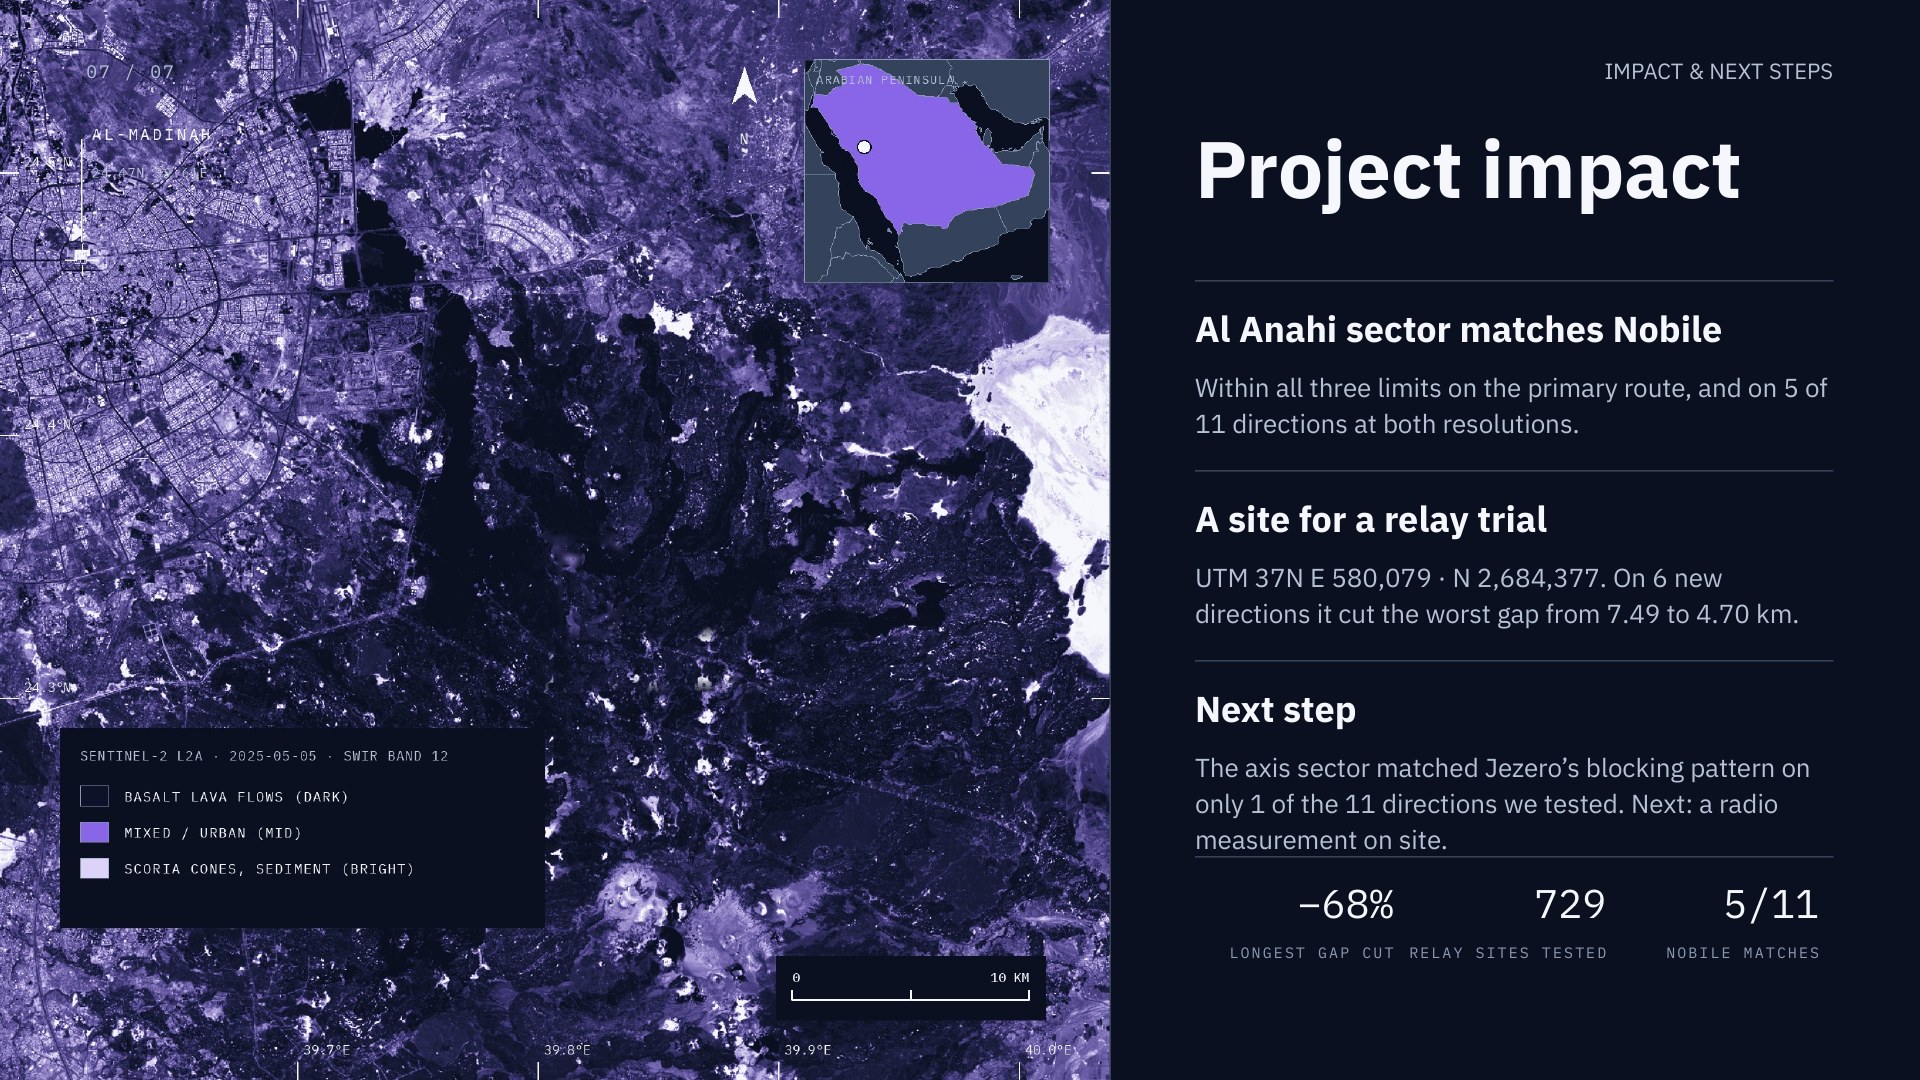 07 / 07
AL-MADINAH
24.5°N
24.4°N
24.3°N
N
ARABIAN PENINSULA
SENTINEL-2 L2A · 2025-05-05 · SWIR BAND 12
BASALT LAVA FLOWS (DARK)
MIXED / URBAN (MID)
SCORIA CONES, SEDIMENT (BRIGHT)
0 10 KM
39.7°E 39.8°E 39.9°E 40.0°E
IMPACT & NEXT STEPS
Project impact
Al Anahi sector matches Nobile
Within all three limits on the primary route, and on 5 of
11 directions at both resolutions.
A site for a relay trial
UTM 37N E 580,079 · N 2,684,377. On 6 new
directions it cut the worst gap from 7.49 to 4.70 km.
Next step
The axis sector matched Jezero’s blocking pattern on
only 1 of the 11 directions we tested. Next: a radio
measurement on site.
−68% 729 5/11
LONGEST GAP CUT RELAY SITES TESTED NOBILE MATCHES